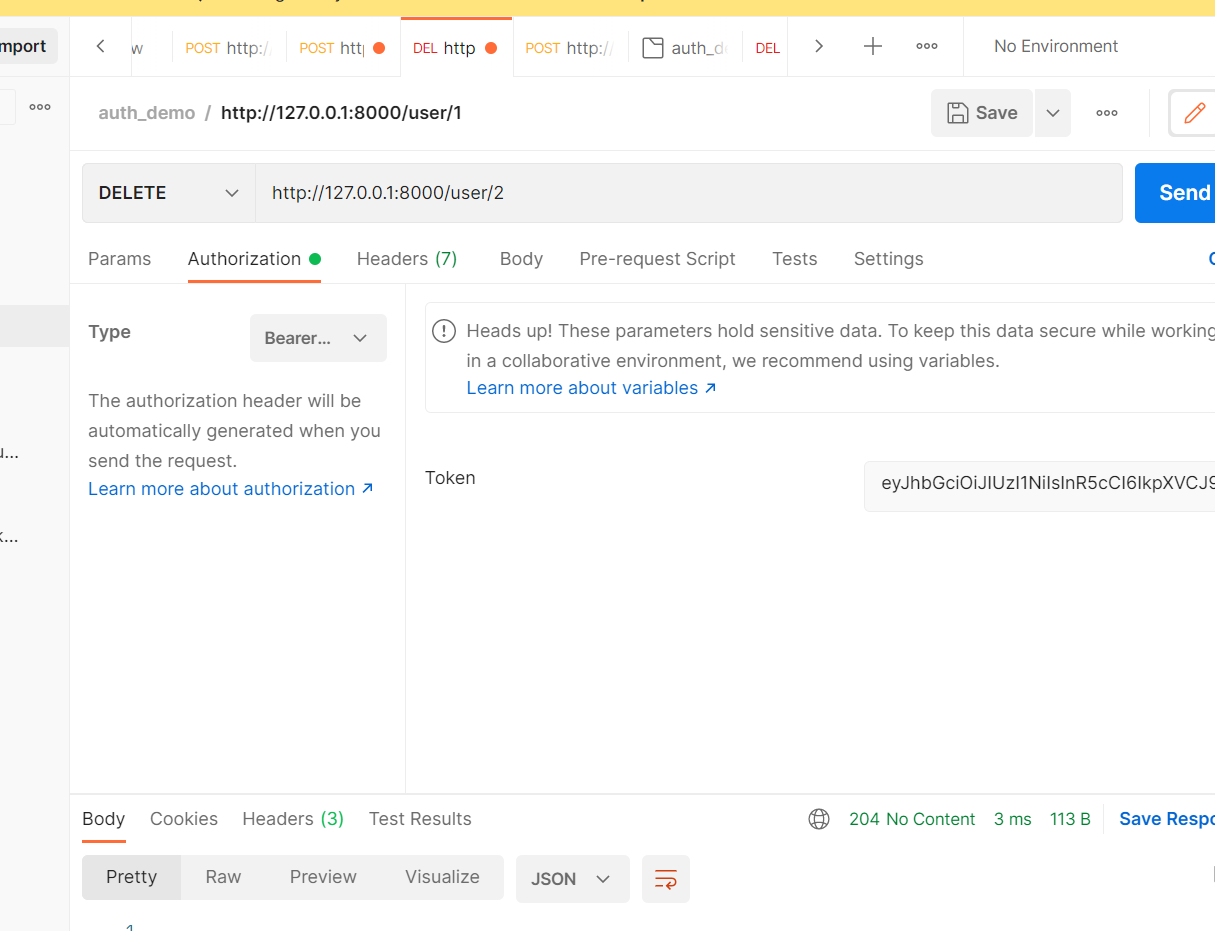 mport
w
POST http:/
POST htt
DEL http
POST http://
auth_d
DEL
No Environment
auth_demo / http://127.0.0.1:8000/user/1
Save
DELETE
http://127.0.0.1:8000/user/2
Send
Params
Authorization
Headers (7)
Body
Pre-request Script
Tests
Settings
Type
Bearer...
Heads up! These parameters hold sensitive data. To keep this data secure while working
in a collaborative environment, we recommend using variables.
Learn more about variables ↗
The authorization header will be
automatically generated when you
send the request.
Learn more about authorization ↗
Token
eyJhbGciOiJIUzI1NiIsInR5cCI6IkpXVCJ9
Body
Cookies
Headers (3)
Test Results
204 No Content
3 ms
113 B
Save Respo
Pretty
Raw
Preview
Visualize
JSON
1